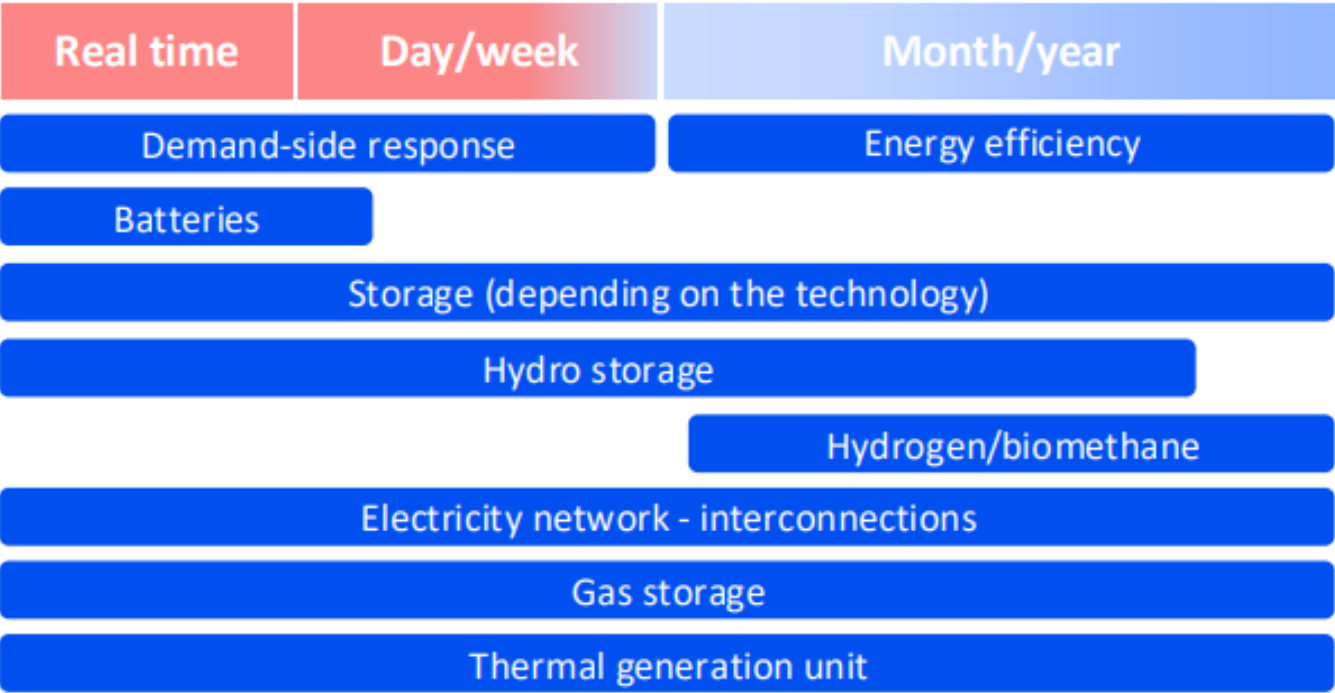 Real time
Day/week
Month/year
Demand-side response
Energy efficiency
Batteries
Storage (depending on the technology)
Hydro storage
Hydrogen/biomethane
Electricity network - interconnections
Gas storage
Thermal generation unit